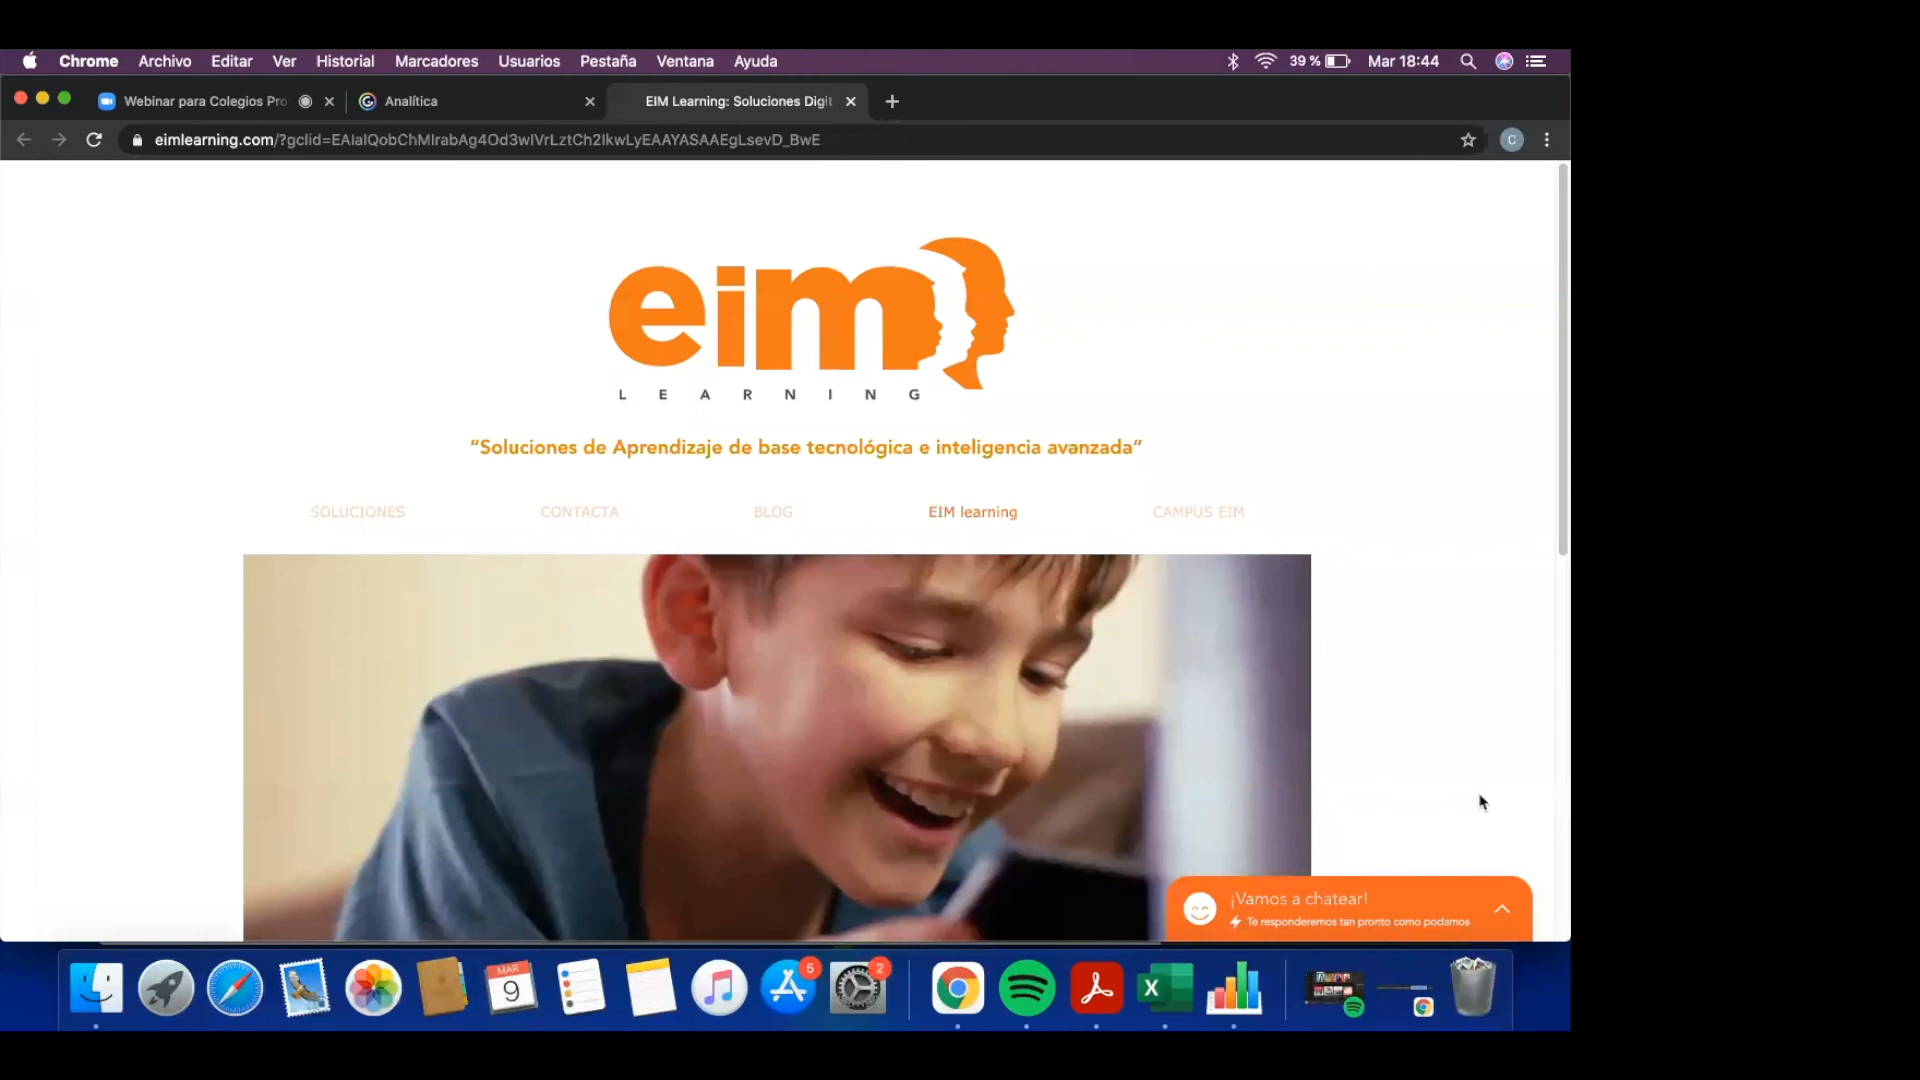 Chrome Archivo Editar Ver Historial Marcadores Usuarios Pestaña Ventana Ayuda 39 % Mar 18:44
Webinar para Colegios Pro Analítica EIM Learning: Soluciones Digit
eimlearning.com/?gclid=EAIaIQobChMIrabAg4Od3wIVrLztCh2IkwLyEAAYASAAEgLsevD_BwE C
eim
LEARNING
“Soluciones de Aprendizaje de base tecnológica e inteligencia avanzada”
SOLUCIONES CONTACTA BLOG EIM learning CAMPUS EIM
¡Vamos a chatear!
Te responderemos tan pronto como podamos
MAR 5 2
9 X